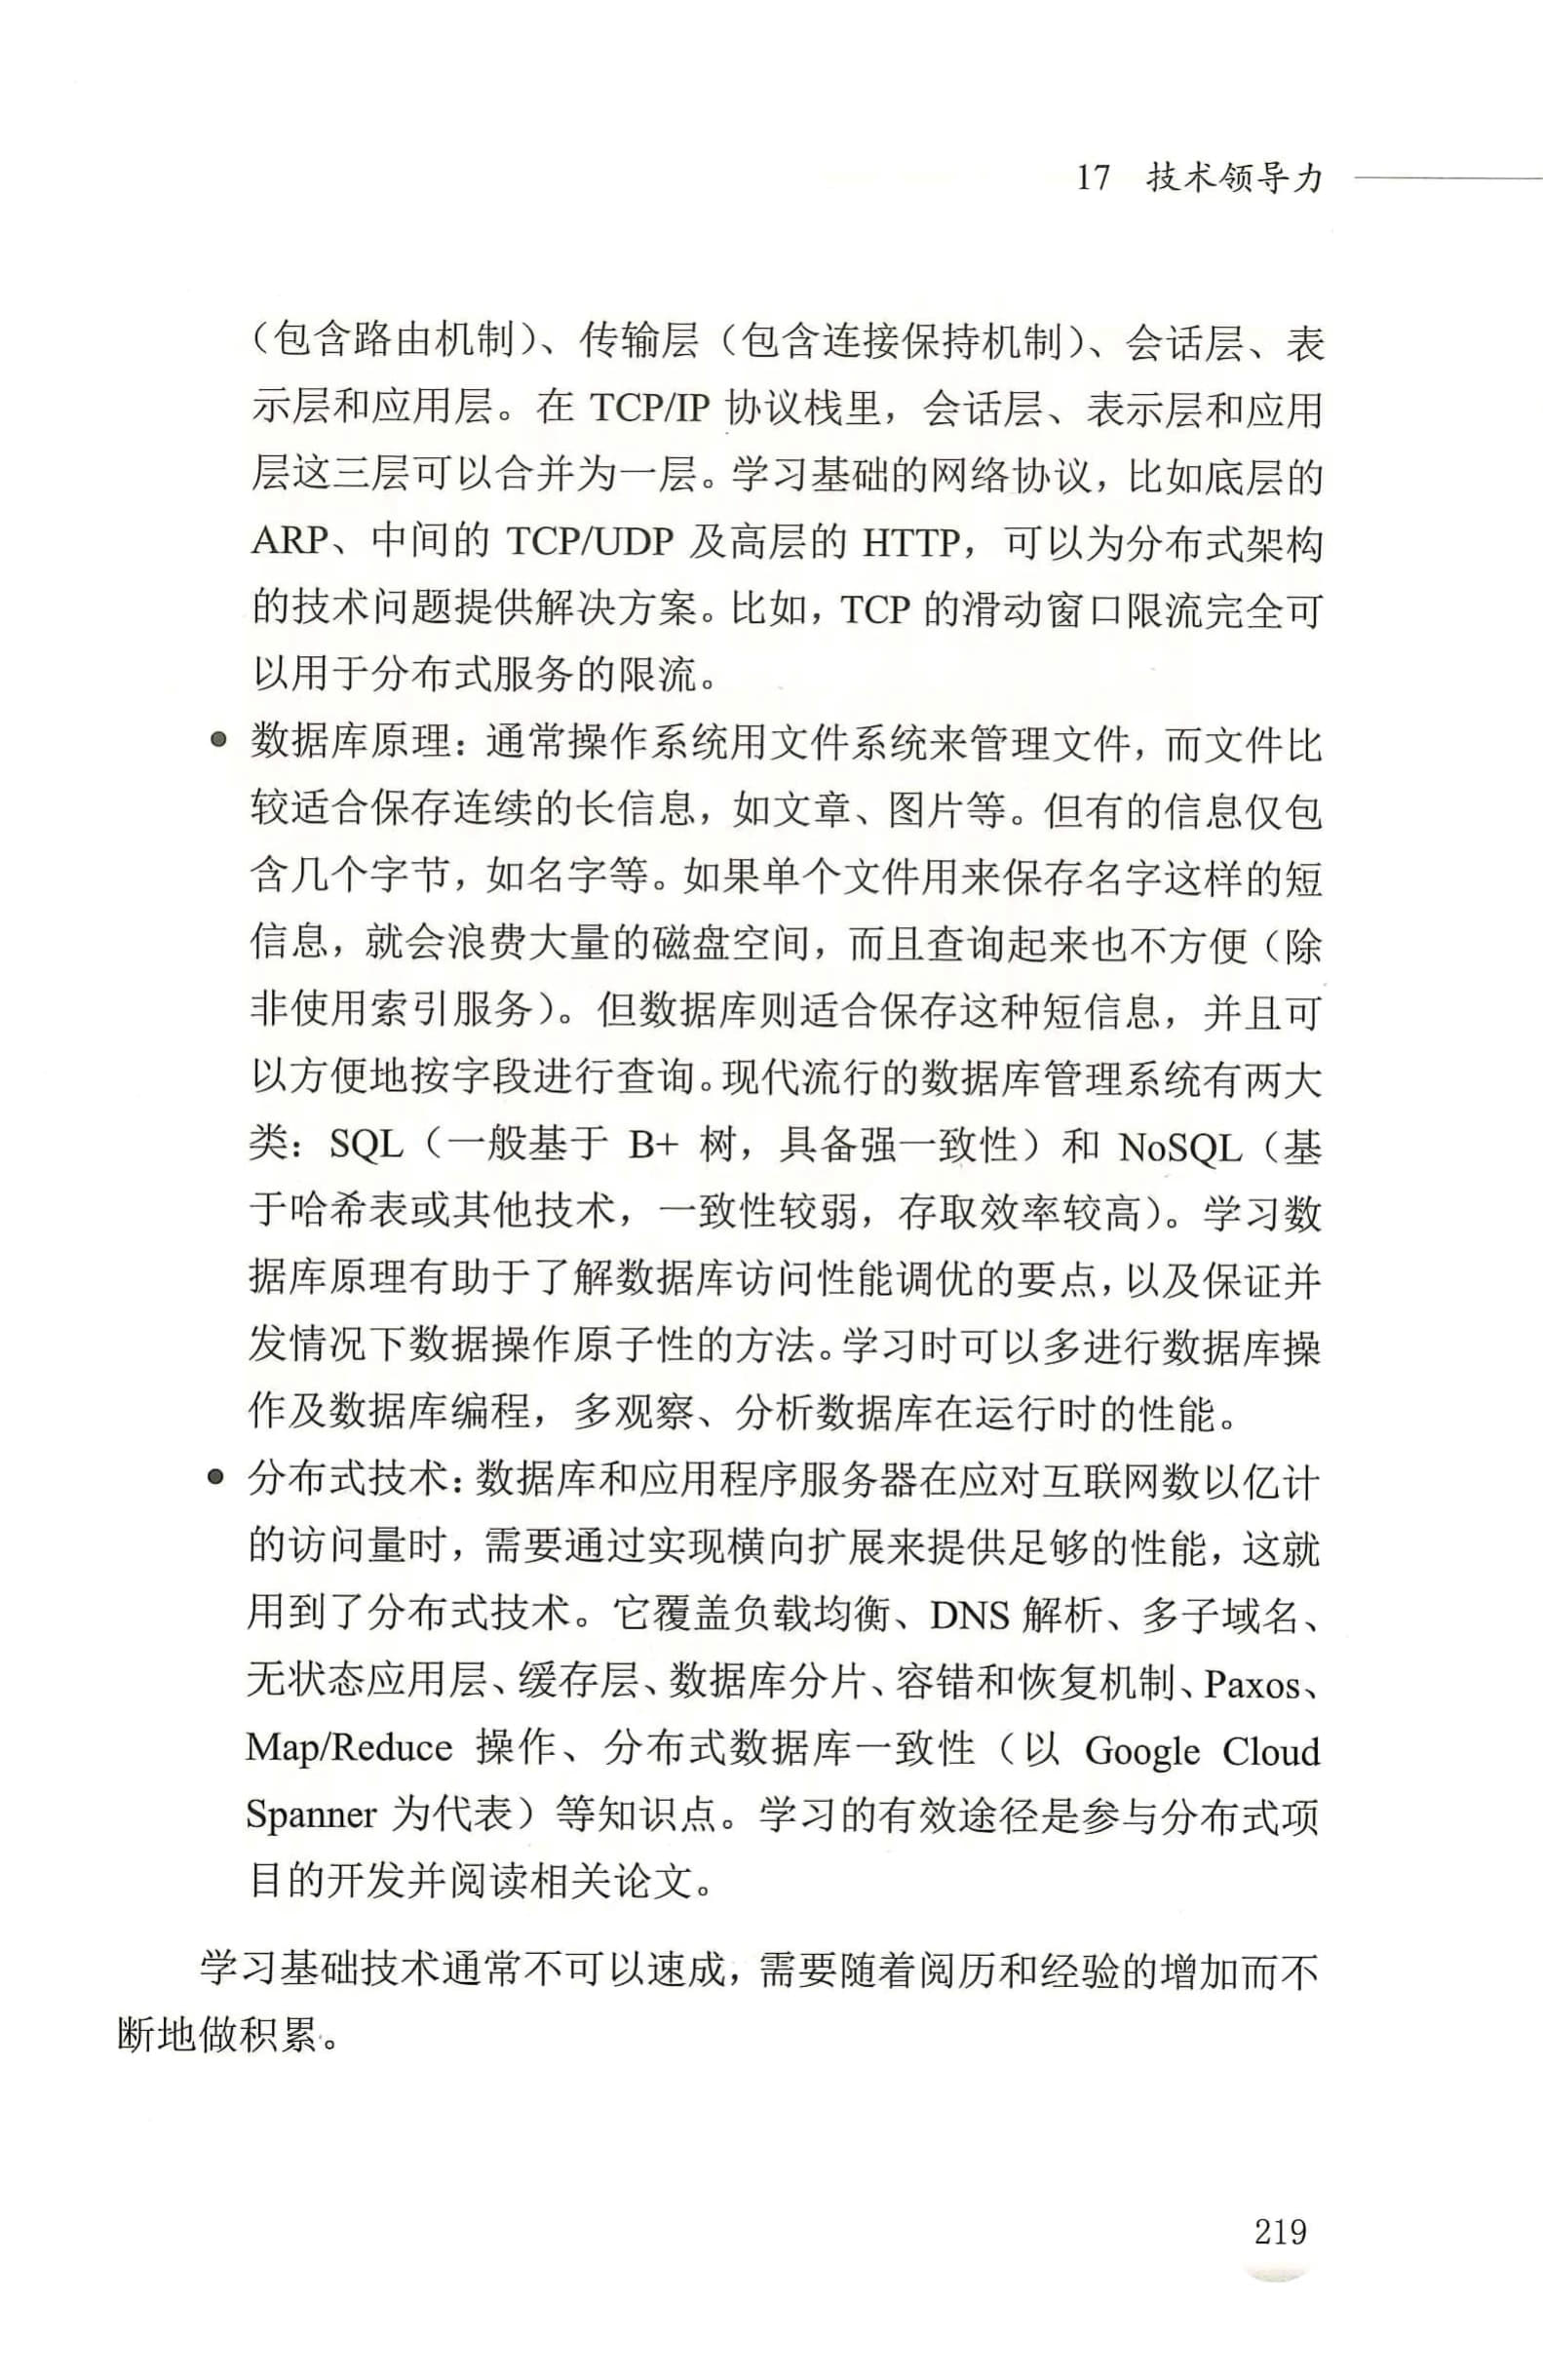 17 技术领导力
（包含路由机制）、传输层（包含连接保持机制）、会话层、表
示层和应用层。在 TCP/IP 协议栈里，会话层、表示层和应用
层这三层可以合并为一层。学习基础的网络协议，比如底层的
ARP、中间的 TCP/UDP 及高层的 HTTP，可以为分布式架构
的技术问题提供解决方案。比如，TCP 的滑动窗口限流完全可
以用于分布式服务的限流。
● 数据库原理：通常操作系统用文件系统来管理文件，而文件比
较适合保存连续的长信息，如文章、图片等。但有的信息仅包
含几个字节，如名字等。如果单个文件用来保存名字这样的短
信息，就会浪费大量的磁盘空间，而且查询起来也不方便（除
非使用索引服务）。但数据库则适合保存这种短信息，并且可
以方便地按字段进行查询。现代流行的数据库管理系统有两大
类：SQL（一般基于 B+ 树，具备强一致性）和 NoSQL（基
于哈希表或其他技术，一致性较弱，存取效率较高）。学习数
据库原理有助于了解数据库访问性能调优的要点，以及保证并
发情况下数据操作原子性的方法。学习时可以多进行数据库操
作及数据库编程，多观察、分析数据库在运行时的性能。
● 分布式技术：数据库和应用程序服务器在应对互联网数以亿计
的访问量时，需要通过实现横向扩展来提供足够的性能，这就
用到了分布式技术。它覆盖负载均衡、DNS 解析、多子域名、
无状态应用层、缓存层、数据库分片、容错和恢复机制、Paxos、
Map/Reduce 操作、分布式数据库一致性（以 Google Cloud
Spanner 为代表）等知识点。学习的有效途径是参与分布式项
目的开发并阅读相关论文。
学习基础技术通常不可以速成，需要随着阅历和经验的增加而不
断地做积累。
219